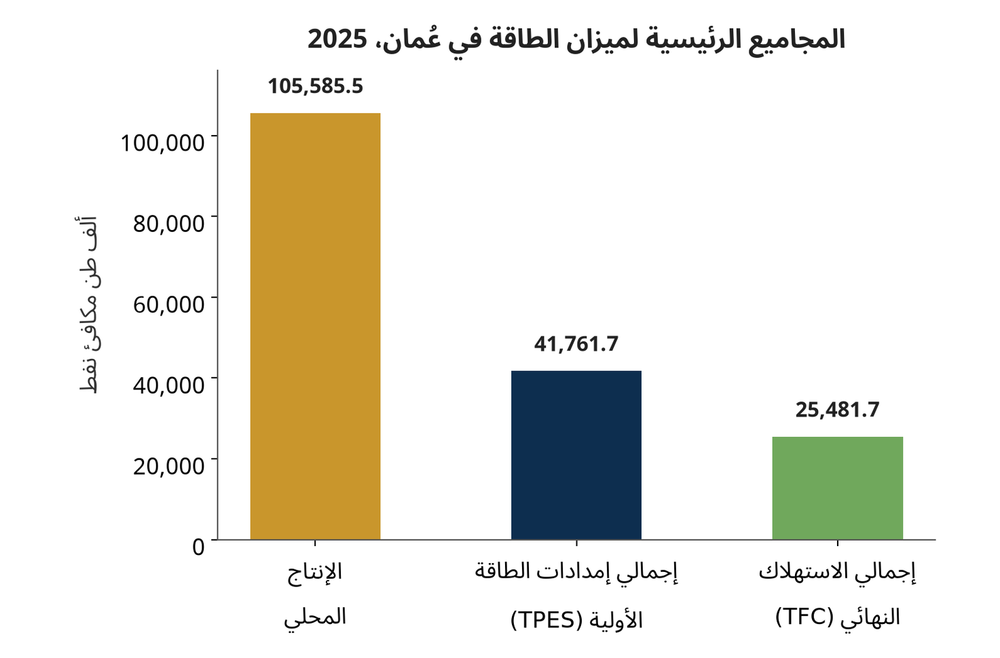 المجاميع الرئيسية لميزان الطاقة في عُمان، 2025
ألف طن مكافئ نفط
100,000
80,000
60,000
40,000
20,000
0
105,585.5
41,761.7
25,481.7
الإنتاج
المحلي
إجمالي إمدادات الطاقة
الأولية (TPES)
إجمالي الاستهلاك
النهائي (TFC)